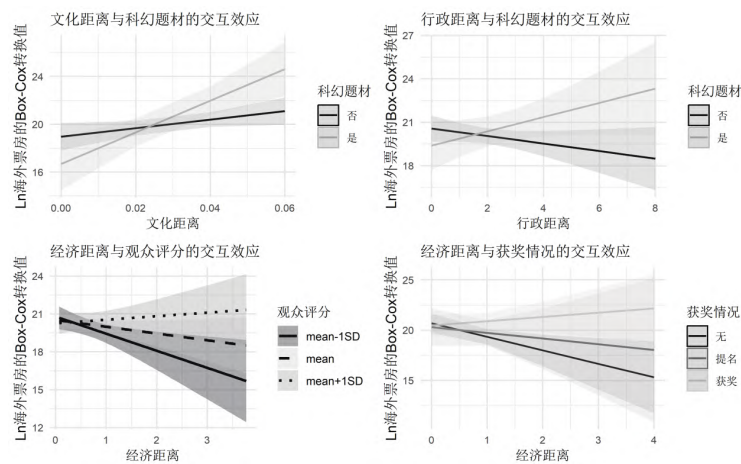 文化距离与科幻题材的交互效应
Ln海外票房的Box-Cox转换值
24
20
16
0.00
0.02
0.04
0.06
文化距离
科幻题材
否
是
行政距离与科幻题材的交互效应
Ln海外票房的Box-Cox转换值
27
24
21
18
0
2
4
6
8
行政距离
科幻题材
否
是
经济距离与观众评分的交互效应
Ln海外票房的Box-Cox转换值
24
21
18
15
12
0
1
2
3
经济距离
观众评分
mean-1SD
mean
mean+1SD
经济距离与获奖情况的交互效应
Ln海外票房的Box-Cox转换值
25
20
15
0
1
2
3
4
经济距离
获奖情况
无
提名
获奖